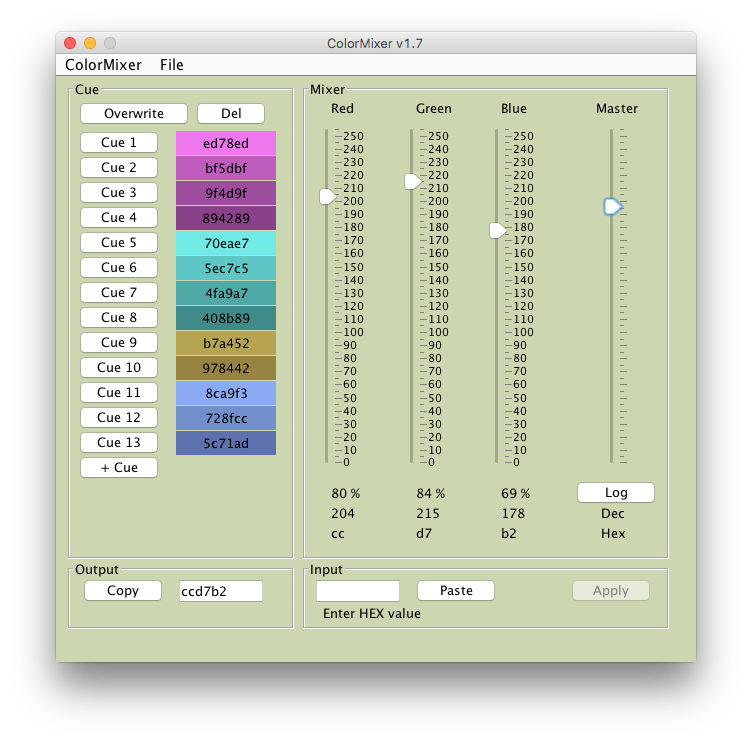 ColorMixer v1.7
ColorMixer File
Cue
Overwrite Del
Cue 1 ed78ed
Cue 2 bf5dbf
Cue 3 9f4d9f
Cue 4 894289
Cue 5 70eae7
Cue 6 5ec7c5
Cue 7 4fa9a7
Cue 8 408b89
Cue 9 b7a452
Cue 10 978442
Cue 11 8ca9f3
Cue 12 728fcc
Cue 13 5c71ad
+ Cue
Mixer
Red Green Blue Master
250 250 250
240 240 240
230 230 230
220 220 220
210 210 210
200 200 200
190 190 190
180 180 180
170 170 170
160 160 160
150 150 150
140 140 140
130 130 130
120 120 120
110 110 110
100 100 100
90 90 90
80 80 80
70 70 70
60 60 60
50 50 50
40 40 40
30 30 30
20 20 20
10 10 10
0 0 0
80 % 84 % 69 % Log
204 215 178 Dec
cc d7 b2 Hex
Output
Copy ccd7b2
Input
Paste Apply
Enter HEX value